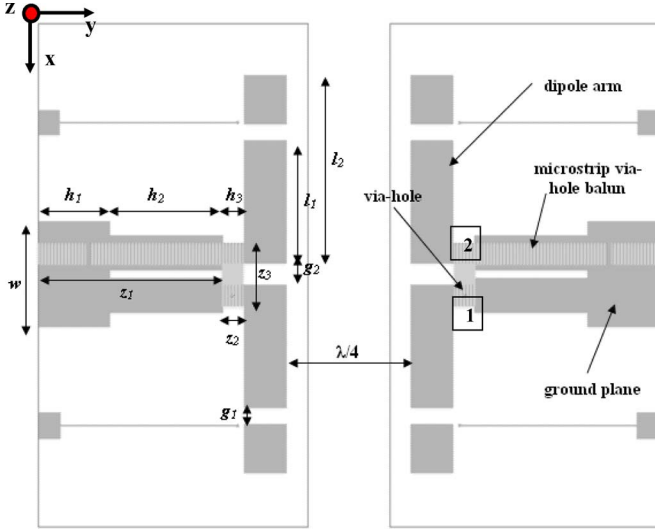 z
y
x
dipole arm
l₂
l₁
microstrip via-
hole balun
h₁
h₂
h₃
via-hole
2
w
z₁
z₃
g₂
1
z₂
λ/4
ground plane
g₁